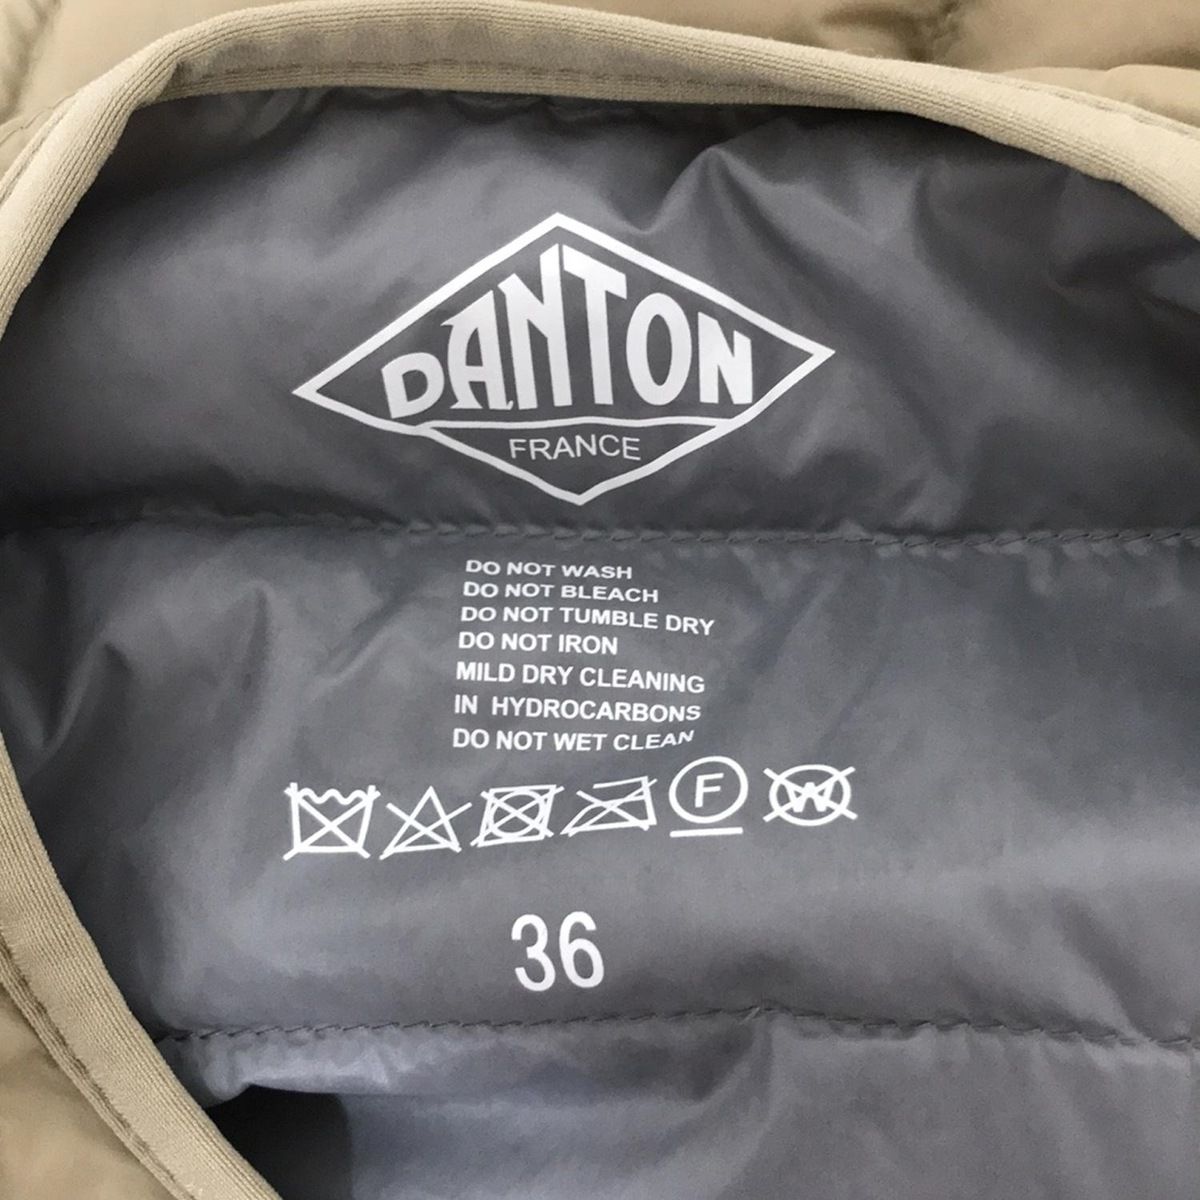 DANTON
FRANCE
DO NOT WASH
DO NOT BLEACH
DO NOT TUMBLE DRY
DO NOT IRON
MILD DRY CLEANING
IN HYDROCARBONS
DO NOT WET CLEAN
F W
36